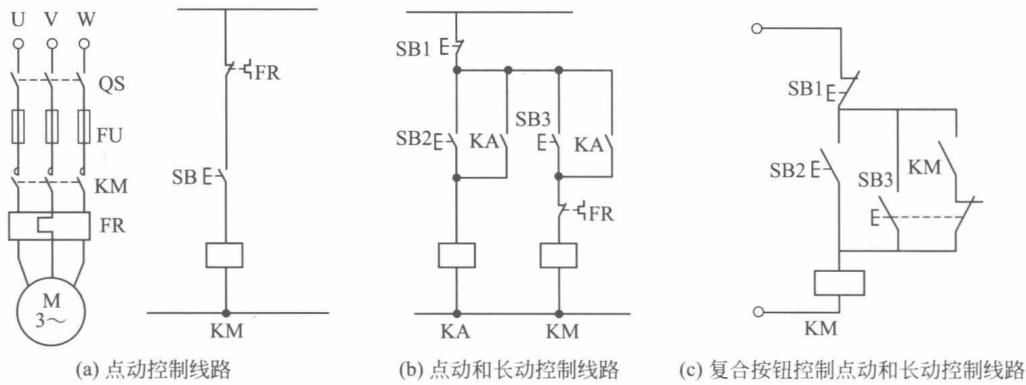 U V W
QS
FU
KM
FR
M
3～
FR
SB
KM
(a) 点动控制线路
SB1
SB2
KA
SB3
KA
FR
KA
KM
(b) 点动和长动控制线路
SB1
SB2
SB3
KM
KM
(c) 复合按钮控制点动和长动控制线路